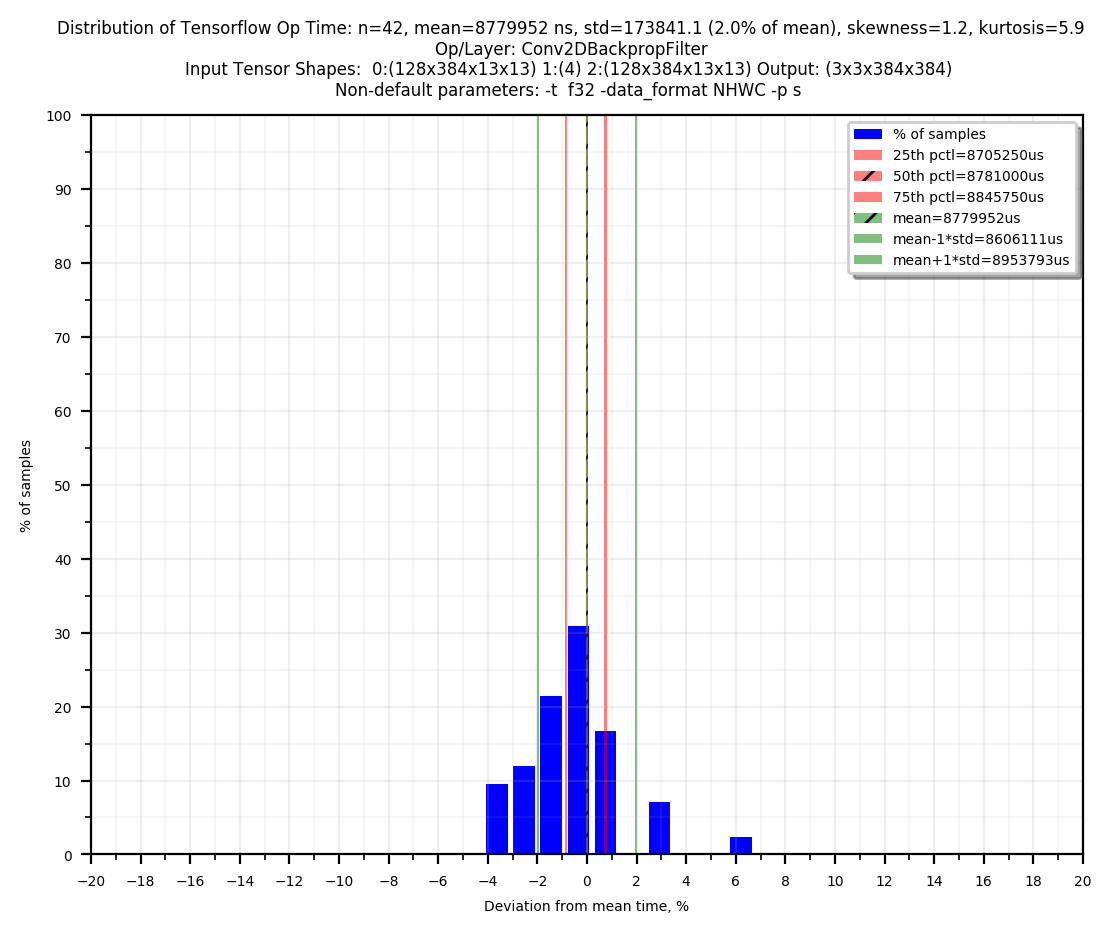 Distribution of Tensorflow Op Time: n=42, mean=8779952 ns, std=173841.1 (2.0% of mean), skewness=1.2, kurtosis=5.9
Op/Layer: Conv2DBackpropFilter
Input Tensor Shapes:  0:(128x384x13x13) 1:(4) 2:(128x384x13x13) Output: (3x3x384x384)
Non-default parameters: -t  f32 -data_format NHWC -p s
% of samples
25th pctl=8705250us
50th pctl=8781000us
75th pctl=8845750us
mean=8779952us
mean-1*std=8606111us
mean+1*std=8953793us
100
90
80
70
60
50
40
30
20
10
0
% of samples
−20 −18 −16 −14 −12 −10 −8 −6 −4 −2 0 2 4 6 8 10 12 14 16 18 20
Deviation from mean time, %